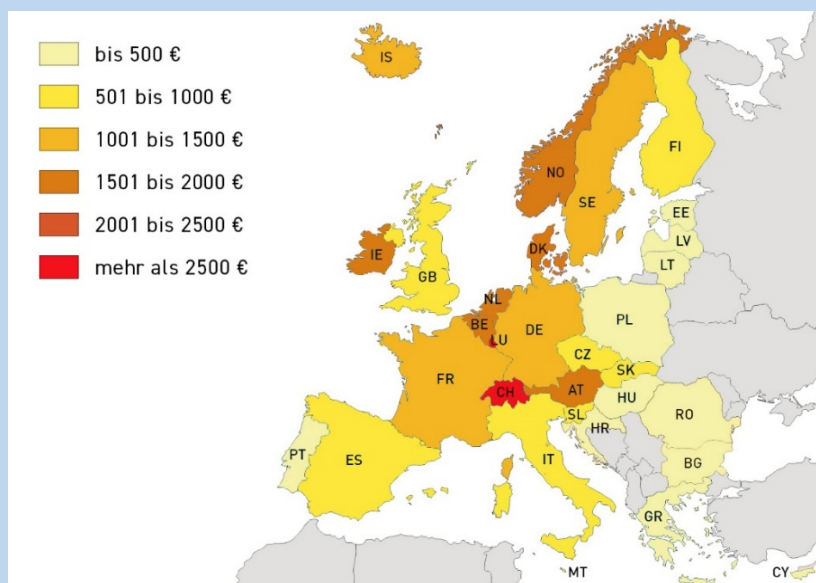 bis 500 €
501 bis 1000 €
1001 bis 1500 €
1501 bis 2000 €
2001 bis 2500 €
mehr als 2500 €
IS
FI
NO
SE
EE
LV
LT
DK
IE
GB
NL
BE
LU
DE
PL
CZ
SK
FR
CH
AT
HU
SL
HR
RO
PT
ES
IT
BG
GR
MT
CY